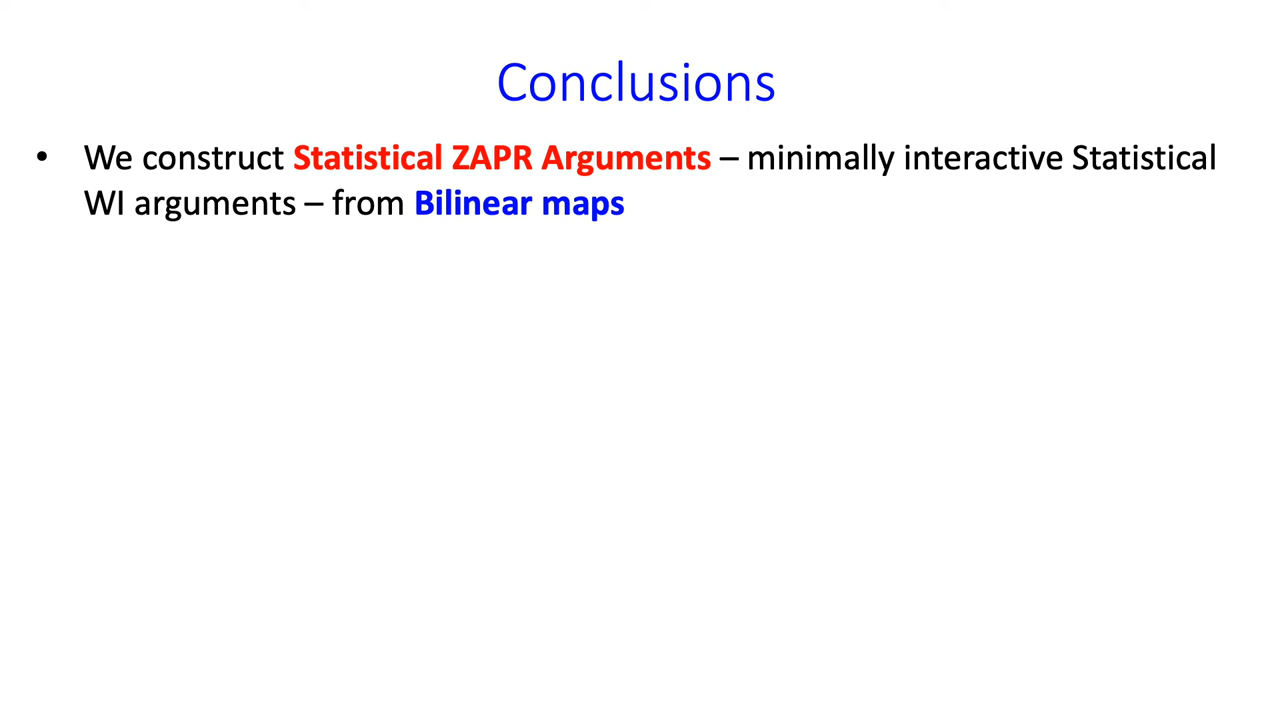 Conclusions
• We construct Statistical ZAPR Arguments – minimally interactive Statistical
WI arguments – from Bilinear maps